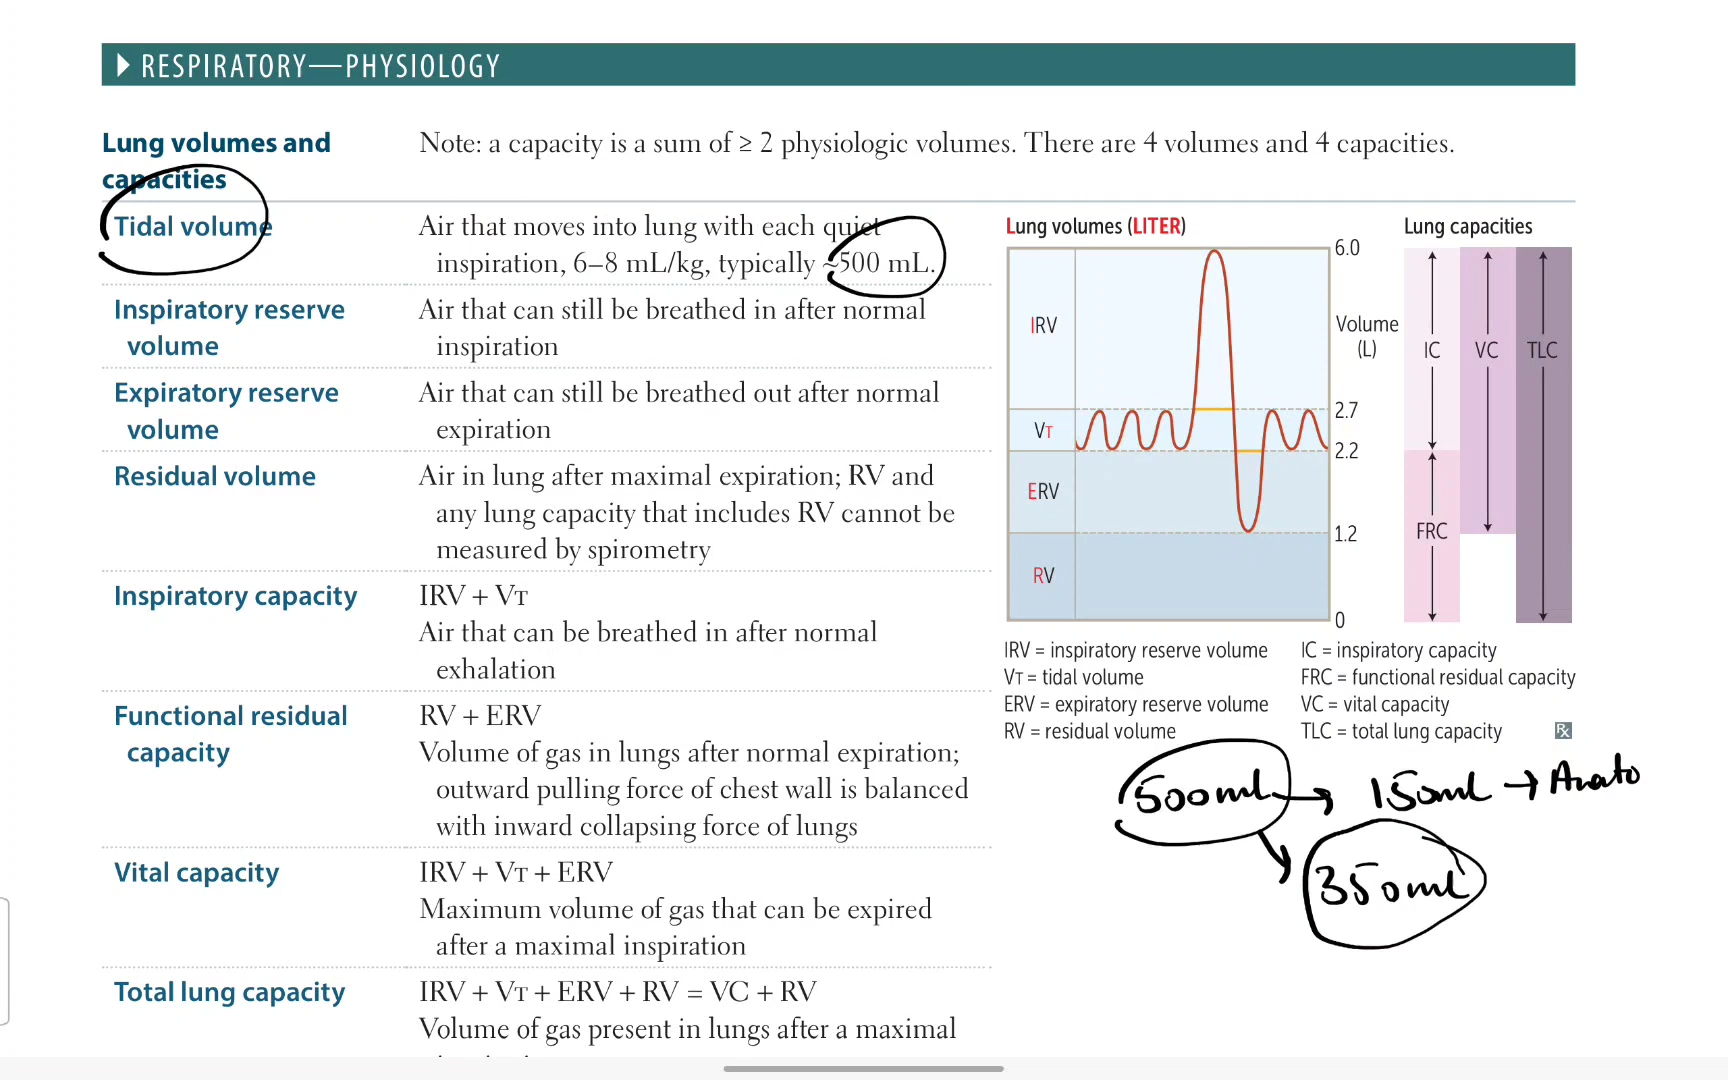 RESPIRATORY—PHYSIOLOGY
Lung volumes and
capacities
Note: a capacity is a sum of ≥ 2 physiologic volumes. There are 4 volumes and 4 capacities.
Tidal volume
Air that moves into lung with each quiet
inspiration, 6–8 mL/kg, typically ~500 mL.
Inspiratory reserve
volume
Air that can still be breathed in after normal
inspiration
Expiratory reserve
volume
Air that can still be breathed out after normal
expiration
Residual volume
Air in lung after maximal expiration; RV and
any lung capacity that includes RV cannot be
measured by spirometry
Inspiratory capacity
IRV + VT
Air that can be breathed in after normal
exhalation
Functional residual
capacity
RV + ERV
Volume of gas in lungs after normal expiration;
outward pulling force of chest wall is balanced
with inward collapsing force of lungs
Vital capacity
IRV + VT + ERV
Maximum volume of gas that can be expired
after a maximal inspiration
Total lung capacity
IRV + VT + ERV + RV = VC + RV
Volume of gas present in lungs after a maximal
Lung volumes (LITER)
Lung capacities
6.0
IRV
Volume
(L)
IC VC TLC
2.7
VT
2.2
ERV
1.2
FRC
RV
0
IRV = inspiratory reserve volume
VT = tidal volume
ERV = expiratory reserve volume
RV = residual volume
IC = inspiratory capacity
FRC = functional residual capacity
VC = vital capacity
TLC = total lung capacity
Rx
500ml → 150ml → Anato
350ml